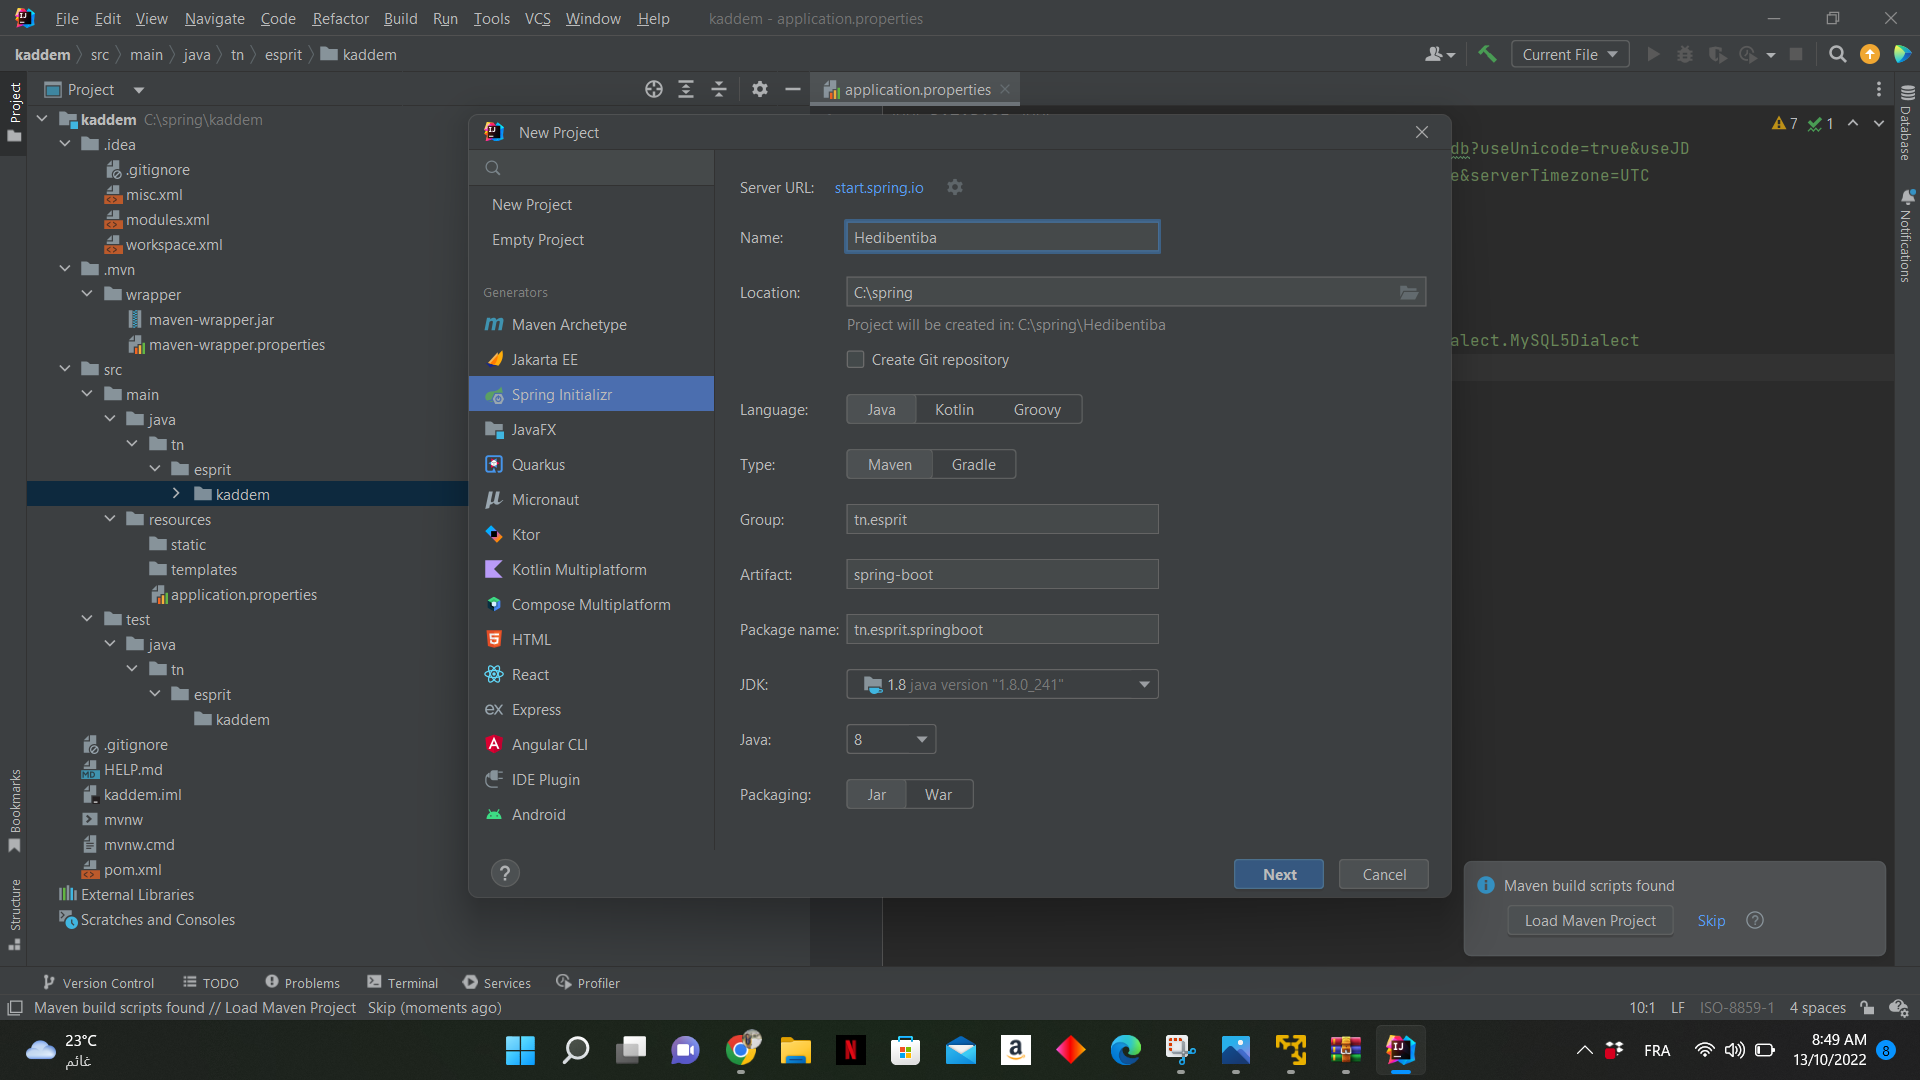 File Edit View Navigate Code Refactor Build Run Tools VCS Window Help kaddem - application.properties
kaddem src main java tn esprit kaddem
Current File
Project
Project
application.properties
kaddem C:\spring\kaddem
.idea
.gitignore
misc.xml
modules.xml
workspace.xml
.mvn
wrapper
maven-wrapper.jar
maven-wrapper.properties
src
main
java
tn
esprit
kaddem
resources
static
templates
application.properties
test
java
tn
esprit
kaddem
.gitignore
HELP.md
kaddem.iml
mvnw
mvnw.cmd
pom.xml
External Libraries
Scratches and Consoles
Bookmarks
Structure
New Project
New Project
Empty Project
Generators
Maven Archetype
Jakarta EE
Spring Initializr
JavaFX
Quarkus
Micronaut
Ktor
Kotlin Multiplatform
Compose Multiplatform
HTML
React
Express
Angular CLI
IDE Plugin
Android
Server URL: start.spring.io
Name: Hedibentiba
Location: C:\spring
Project will be created in: C:\spring\Hedibentiba
Create Git repository
Language: Java Kotlin Groovy
Type: Maven Gradle
Group: tn.esprit
Artifact: spring-boot
Package name: tn.esprit.springboot
JDK: 1.8 java version "1.8.0_241"
Java: 8
Packaging: Jar War
? Next Cancel
7 1
db?useUnicode=true&useJD
e&serverTimezone=UTC
alect.MySQL5Dialect
Database
Notifications
Maven build scripts found
Load Maven Project Skip ?
Version Control TODO Problems Terminal Services Profiler
Maven build scripts found // Load Maven Project Skip (moments ago)
10:1 LF ISO-8859-1 4 spaces
23°C
غائم
FRA
8:49 AM
13/10/2022
8